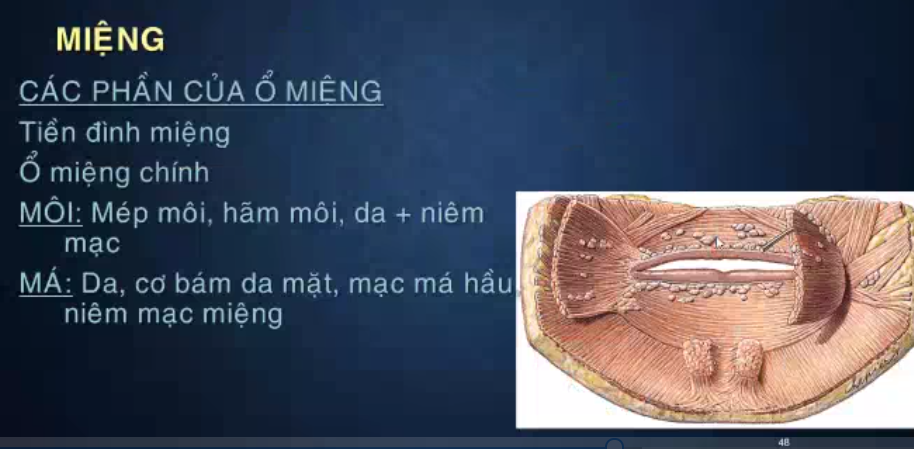 MIỆNG
CÁC PHẦN CỦA Ổ MIỆNG
Tiền đình miệng
Ổ miệng chính
MÔI: Mép môi, hãm môi, da + niêm
mạc
MÁ: Da, cơ bám da mặt, mạc má hầu,
niêm mạc miệng
48